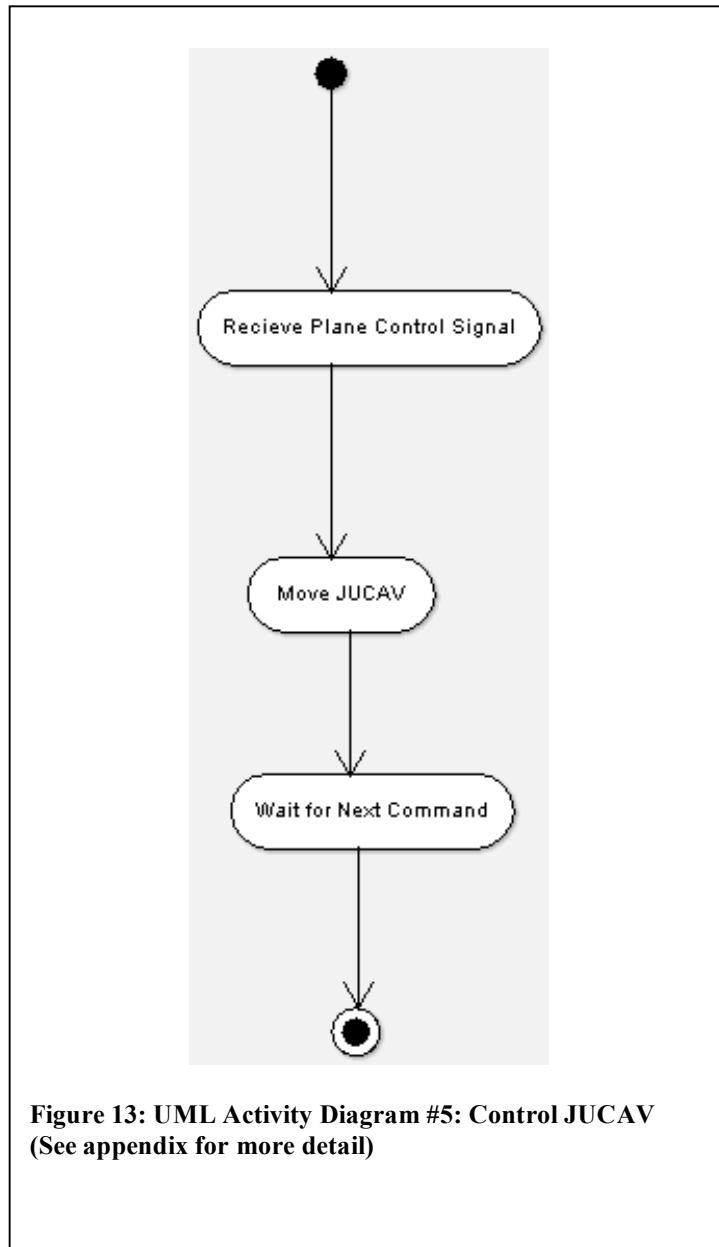 Recieve Plane Control Signal
Move JUCAV
Wait for Next Command
Figure 13: UML Activity Diagram #5: Control JUCAV
(See appendix for more detail)